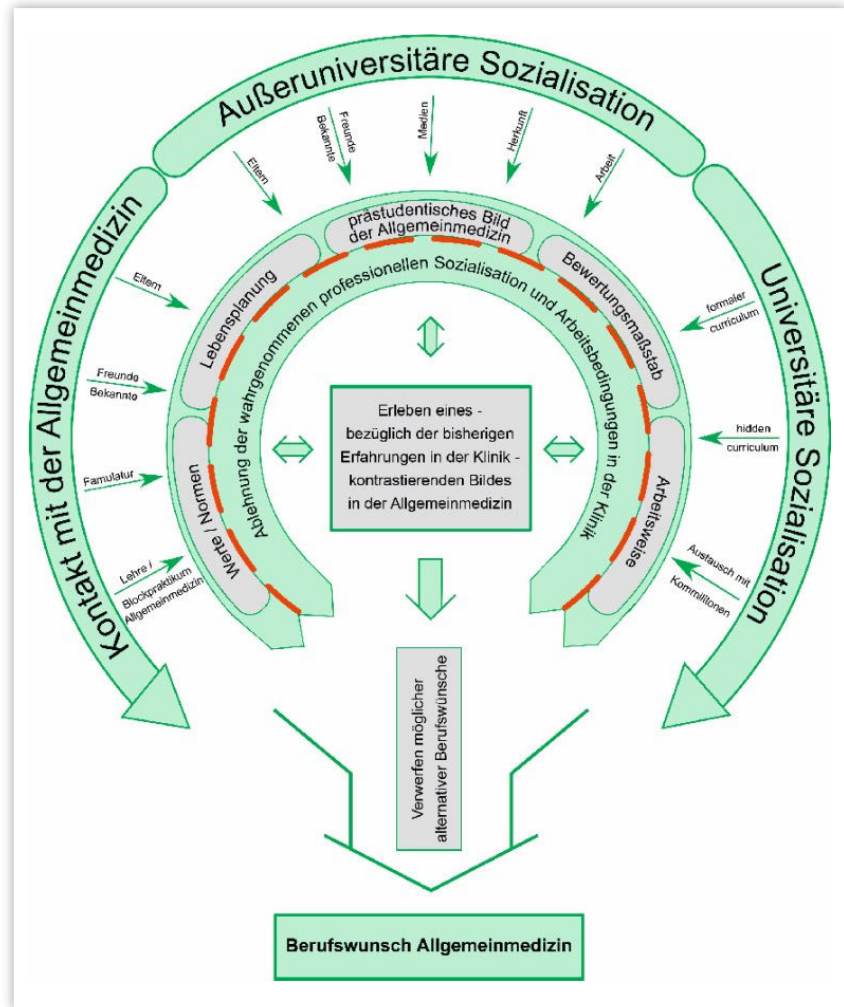 Außeruniversitäre Sozialisation
Kontakt mit der Allgemeinmedizin
Universitäre Sozialisation
Eltern
Freunde
Bekannte
Medien
Herkunft
Arbeit
Eltern
Freunde
Bekannte
Famulatur
Lehre /
Blockpraktikum
Allgemeinmedizin
formaler
curriculum
hidden
curriculum
Austausch mit
Kommilitonen
Werte / Normen
Lebensplanung
prästudentisches Bild
der Allgemeinmedizin
Bewertungsmaßstab
Arbeitsweise
Ablehnung der wahrgenommenen professionellen Sozialisation und Arbeitsbedingungen in der Klinik
Erleben eines -
bezüglich der bisherigen
Erfahrungen in der Klinik -
kontrastierenden Bildes
in der Allgemeinmedizin
Verwerfen möglicher
alternativer Berufswünsche
Berufswunsch Allgemeinmedizin